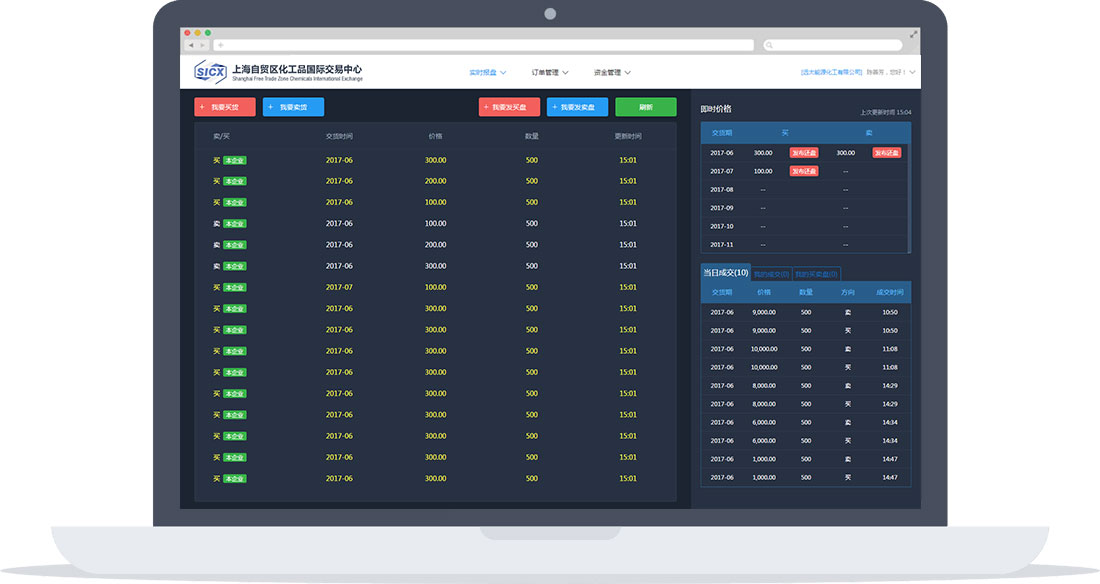 SICX 上海自贸区化工品国际交易中心
Shanghai Free Trade Zone Chemicals International Exchange
实时报盘 订单管理 资金管理
[远大能源化工有限公司] 您好!
+ 我要买货 + 我要卖货 + 我要发买盘 + 我要发卖盘 刷新
卖/买 交货时间 价格 数量 更新时间
买 本企业 2017-06 300.00 500 15:01
买 本企业 2017-06 200.00 500 15:01
买 本企业 2017-06 100.00 500 15:01
卖 本企业 2017-06 100.00 500 15:01
卖 本企业 2017-06 200.00 500 15:01
卖 本企业 2017-06 300.00 500 15:01
买 本企业 2017-07 100.00 500 15:01
买 本企业 2017-06 300.00 500 15:01
买 本企业 2017-06 300.00 500 15:01
买 本企业 2017-06 300.00 500 15:01
买 本企业 2017-06 300.00 500 15:01
买 本企业 2017-06 300.00 500 15:01
买 本企业 2017-06 300.00 500 15:01
买 本企业 2017-06 300.00 500 15:01
买 本企业 2017-06 300.00 500 15:01
买 本企业 2017-06 300.00 500 15:01
即时价格 上次更新时间 15:04
交货期 买 卖
2017-06 300.00 发布还盘 300.00 发布还盘
2017-07 100.00 发布还盘 --
2017-08 -- --
2017-09 -- --
2017-10 -- --
2017-11 -- --
当日成交(10) 我的成交(0) 我的买卖盘(0)
交货期 价格 数量 方向 成交时间
2017-06 9,000.00 500 卖 10:50
2017-06 9,000.00 500 买 10:50
2017-06 10,000.00 500 卖 11:08
2017-06 10,000.00 500 买 11:08
2017-06 8,000.00 500 卖 14:29
2017-06 8,000.00 500 买 14:29
2017-06 6,000.00 500 卖 14:34
2017-06 6,000.00 500 买 14:34
2017-06 1,000.00 500 卖 14:47
2017-06 1,000.00 500 买 14:47